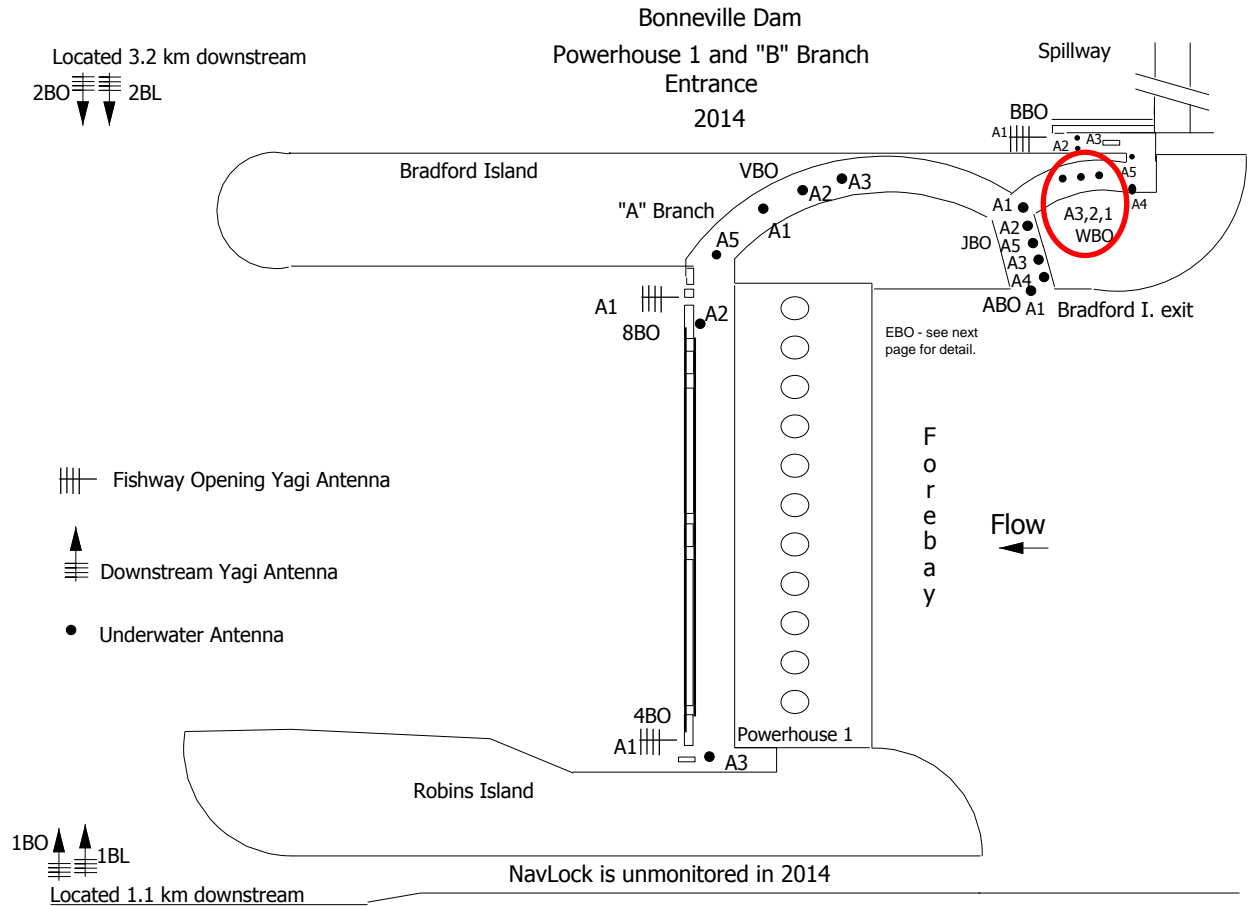 Bonneville Dam
Powerhouse 1 and "B" Branch
Entrance
2014
Located 3.2 km downstream
2BO
2BL
Spillway
BBO
A1
A3
A2
Bradford Island
VBO
A3
A2
A1
"A" Branch
A5
A5
A4
A3,2,1
WBO
A1
A2
JBO
A5
A3
A4
ABO
A1
Bradford I. exit
A1
8BO
A2
EBO - see next
page for detail.
Fishway Opening Yagi Antenna
Downstream Yagi Antenna
Underwater Antenna
F
o
r
e
b
a
y
Flow
4BO
A1
A3
Powerhouse 1
Robins Island
1BO
1BL
Located 1.1 km downstream
NavLock is unmonitored in 2014